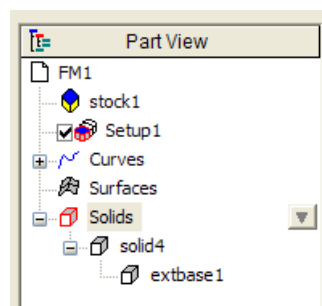 Part View
FM1
stock1
Setup1
Curves
Surfaces
Solids
solid4
extbase1